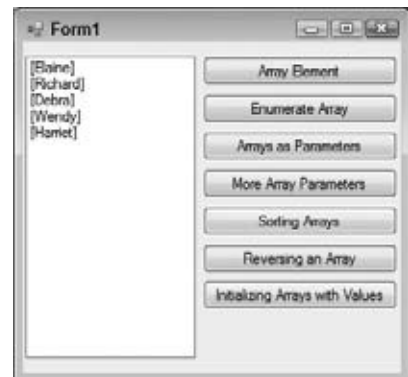 Form1
[Elaine]
[Richard]
[Debra]
[Wendy]
[Harriet]
Array Element
Enumerate Array
Arrays as Parameters
More Array Parameters
Sorting Arrays
Reversing an Array
Initializing Arrays with Values